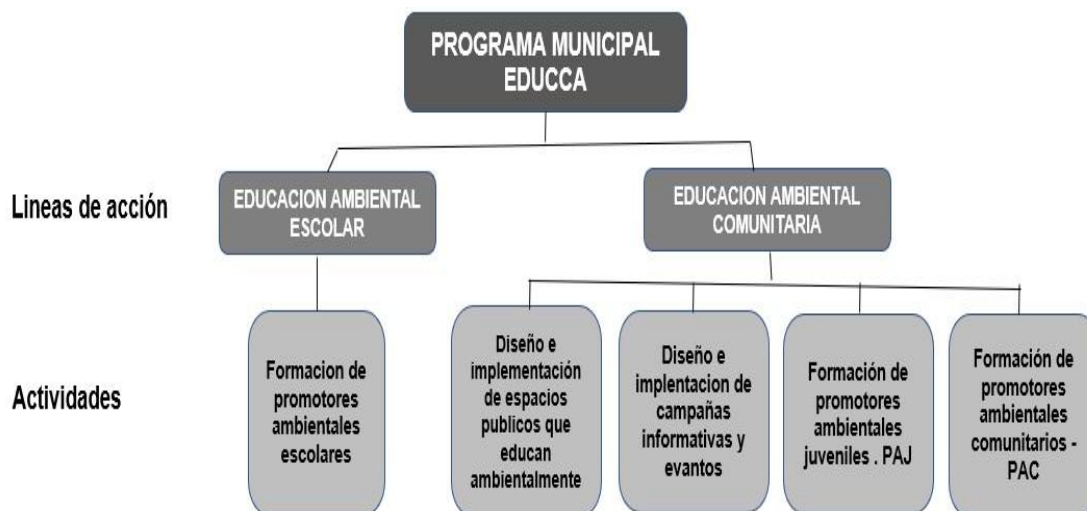 PROGRAMA MUNICIPAL
EDUCCA
Lineas de acción
EDUCACION AMBIENTAL
ESCOLAR
EDUCACION AMBIENTAL
COMUNITARIA
Actividades
Formacion de
promotores
ambientales
escolares
Diseño e
implementación
de espacios
publicos que
educan
ambientalmente
Diseño e
implentacion de
campañas
informativas y
evantos
Formación de
promotores
ambientales
juveniles . PAJ
Formación de
promotores
ambientales
comunitarios -
PAC